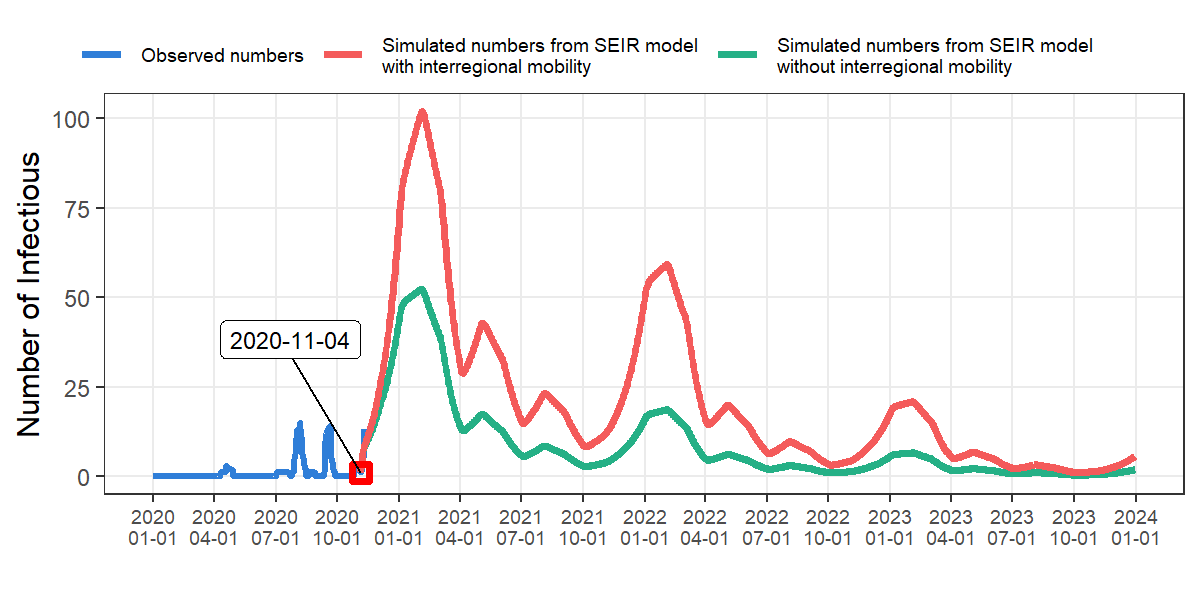 Observed numbers
Simulated numbers from SEIR model
with interregional mobility
Simulated numbers from SEIR model
without interregional mobility
Number of Infectious
100
75
50
25
0
2020-11-04
2020 2020 2020 2020 2021 2021 2021 2021 2022 2022 2022 2022 2023 2023 2023 2023 2024
01-01 04-01 07-01 10-01 01-01 04-01 07-01 10-01 01-01 04-01 07-01 10-01 01-01 04-01 07-01 10-01 01-01